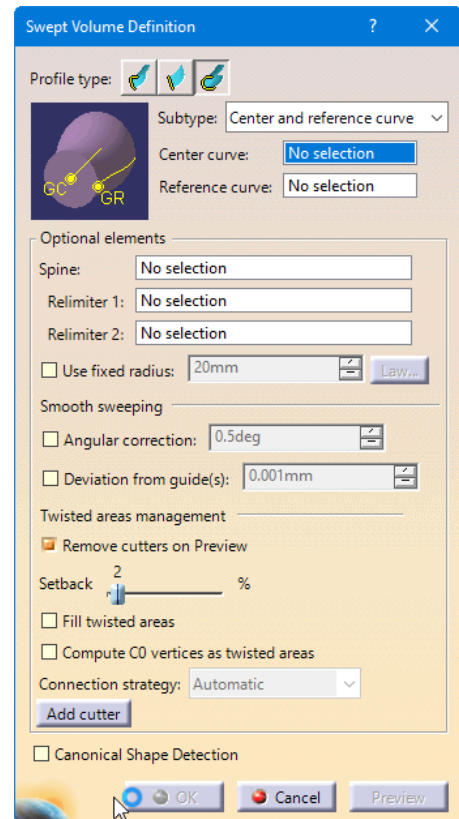 Swept Volume Definition ? ✕
Profile type:
Subtype: Center and reference curve
Center curve: No selection
Reference curve: No selection
GC
GR
Optional elements
Spine: No selection
Relimiter 1: No selection
Relimiter 2: No selection
Use fixed radius: 20mm Law...
Smooth sweeping
Angular correction: 0.5deg
Deviation from guide(s): 0.001mm
Twisted areas management
Remove cutters on Preview
2
Setback %
Fill twisted areas
Compute C0 vertices as twisted areas
Connection strategy: Automatic
Add cutter
Canonical Shape Detection
OK Cancel Preview